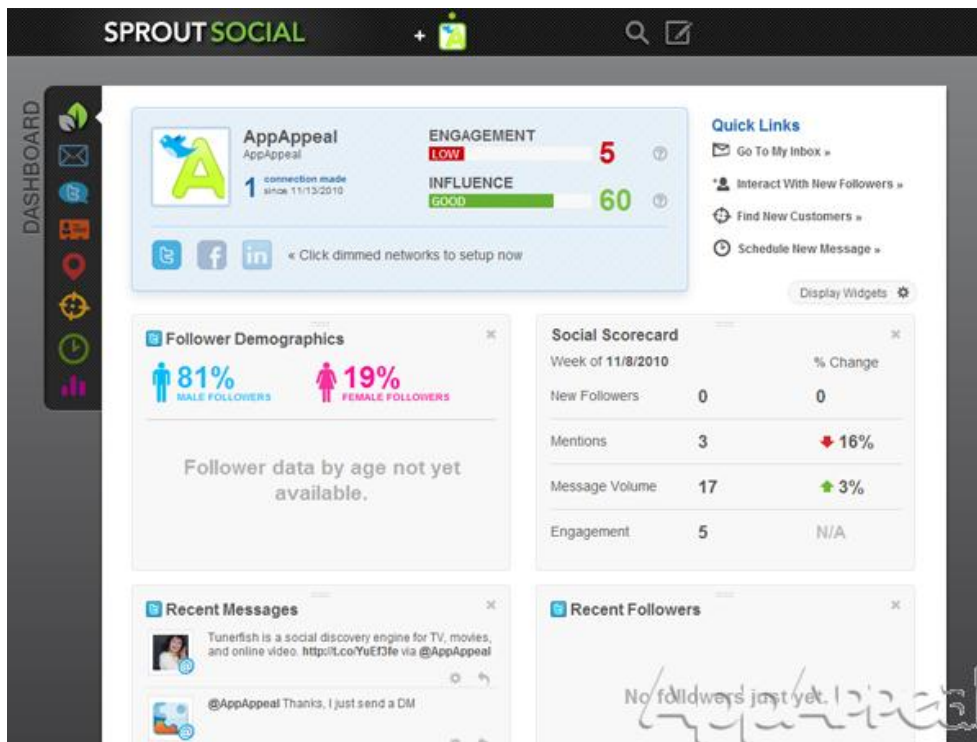 SPROUTSOCIAL
+
DASHBOARD
AppAppeal
AppAppeal
1 connection made
since 11/13/2010
ENGAGEMENT
LOW 5 ?
INFLUENCE
GOOD 60 ?
« Click dimmed networks to setup now
Quick Links
Go To My Inbox »
Interact With New Followers »
Find New Customers »
Schedule New Message »
Display Widgets
Follower Demographics
81% 19%
MALE FOLLOWERS FEMALE FOLLOWERS
Follower data by age not yet
available.
Social Scorecard
Week of 11/8/2010 % Change
New Followers 0 0
Mentions 3 16%
Message Volume 17 3%
Engagement 5 N/A
Recent Messages
Tunerfish is a social discovery engine for TV, movies,
and online video. http://t.co/YuEf3fe via @AppAppeal
@AppAppeal Thanks, I just send a DM
Recent Followers
No followers just yet.
AppAppeal